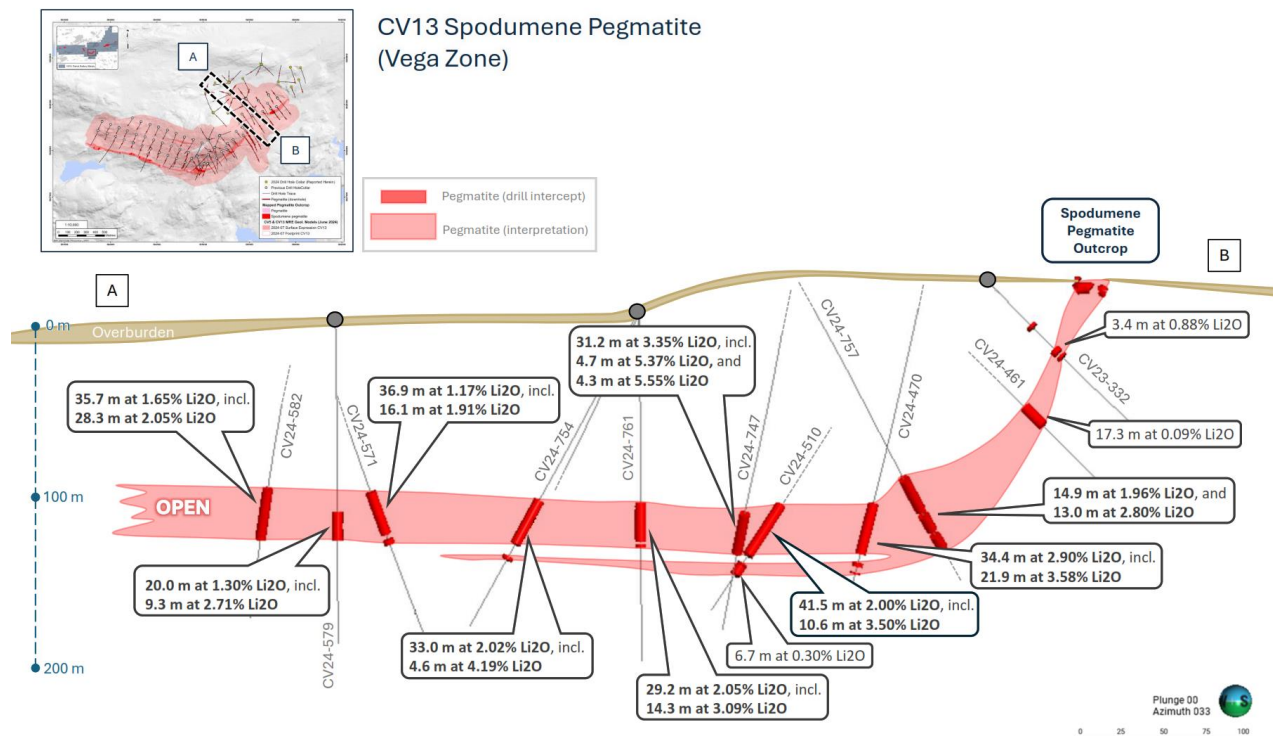 CV13 Spodumene Pegmatite
(Vega Zone)
A
B
Pegmatite (drill intercept)
Pegmatite (interpretation)
Spodumene
Pegmatite
Outcrop
A
B
0 m
Overburden
100 m
200 m
OPEN
35.7 m at 1.65% Li2O, incl.
28.3 m at 2.05% Li2O
CV24-582
20.0 m at 1.30% Li2O, incl.
9.3 m at 2.71% Li2O
CV24-579
CV24-571
36.9 m at 1.17% Li2O, incl.
16.1 m at 1.91% Li2O
CV24-754
33.0 m at 2.02% Li2O, incl.
4.6 m at 4.19% Li2O
CV24-761
29.2 m at 2.05% Li2O, incl.
14.3 m at 3.09% Li2O
31.2 m at 3.35% Li2O, incl.
4.7 m at 5.37% Li2O, and
4.3 m at 5.55% Li2O
CV24-747
6.7 m at 0.30% Li2O
CV24-510
41.5 m at 2.00% Li2O, incl.
10.6 m at 3.50% Li2O
CV24-757
14.9 m at 1.96% Li2O, and
13.0 m at 2.80% Li2O
CV24-470
34.4 m at 2.90% Li2O, incl.
21.9 m at 3.58% Li2O
CV24-461
17.3 m at 0.09% Li2O
CV23-332
3.4 m at 0.88% Li2O
Plunge 00
Azimuth 033
S
0 25 50 75 100